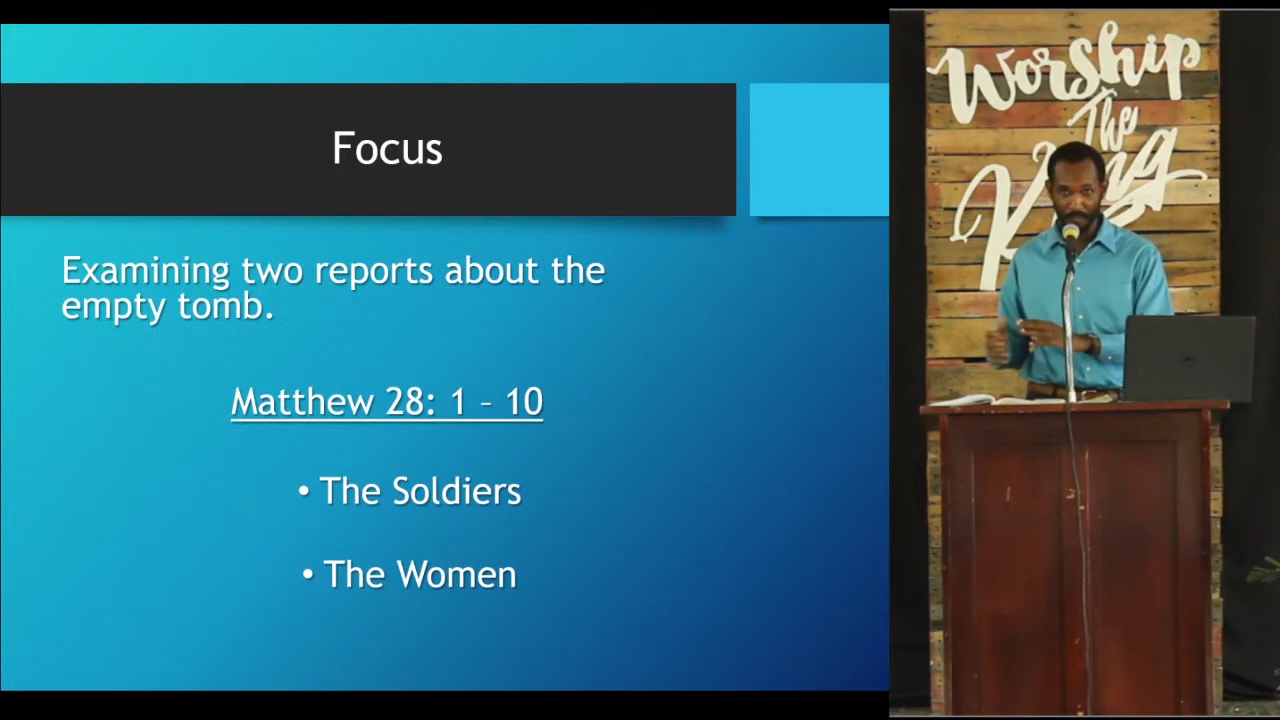 Focus
Examining two reports about the
empty tomb.
Matthew 28: 1 – 10
• The Soldiers
• The Women
Worship
The
King